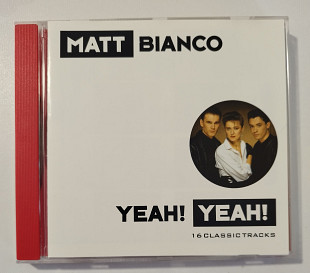 MATT BIANCO
YEAH! YEAH!
16 CLASSIC TRACKS